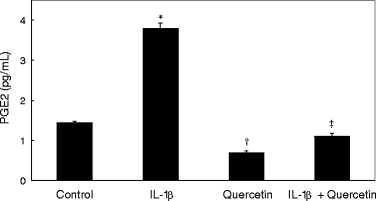 PGE2 (pg/mL)
4
3
2
1
0
*
†
‡
Control
IL-1β
Quercetin
IL-1β + Quercetin